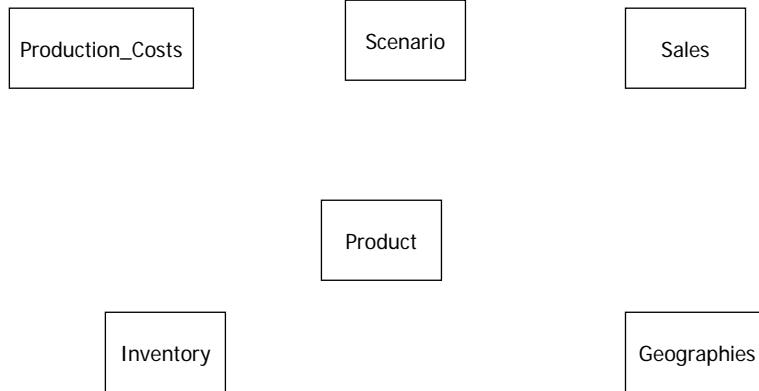 Production_Costs
Scenario
Sales
Product
Inventory
Geographies